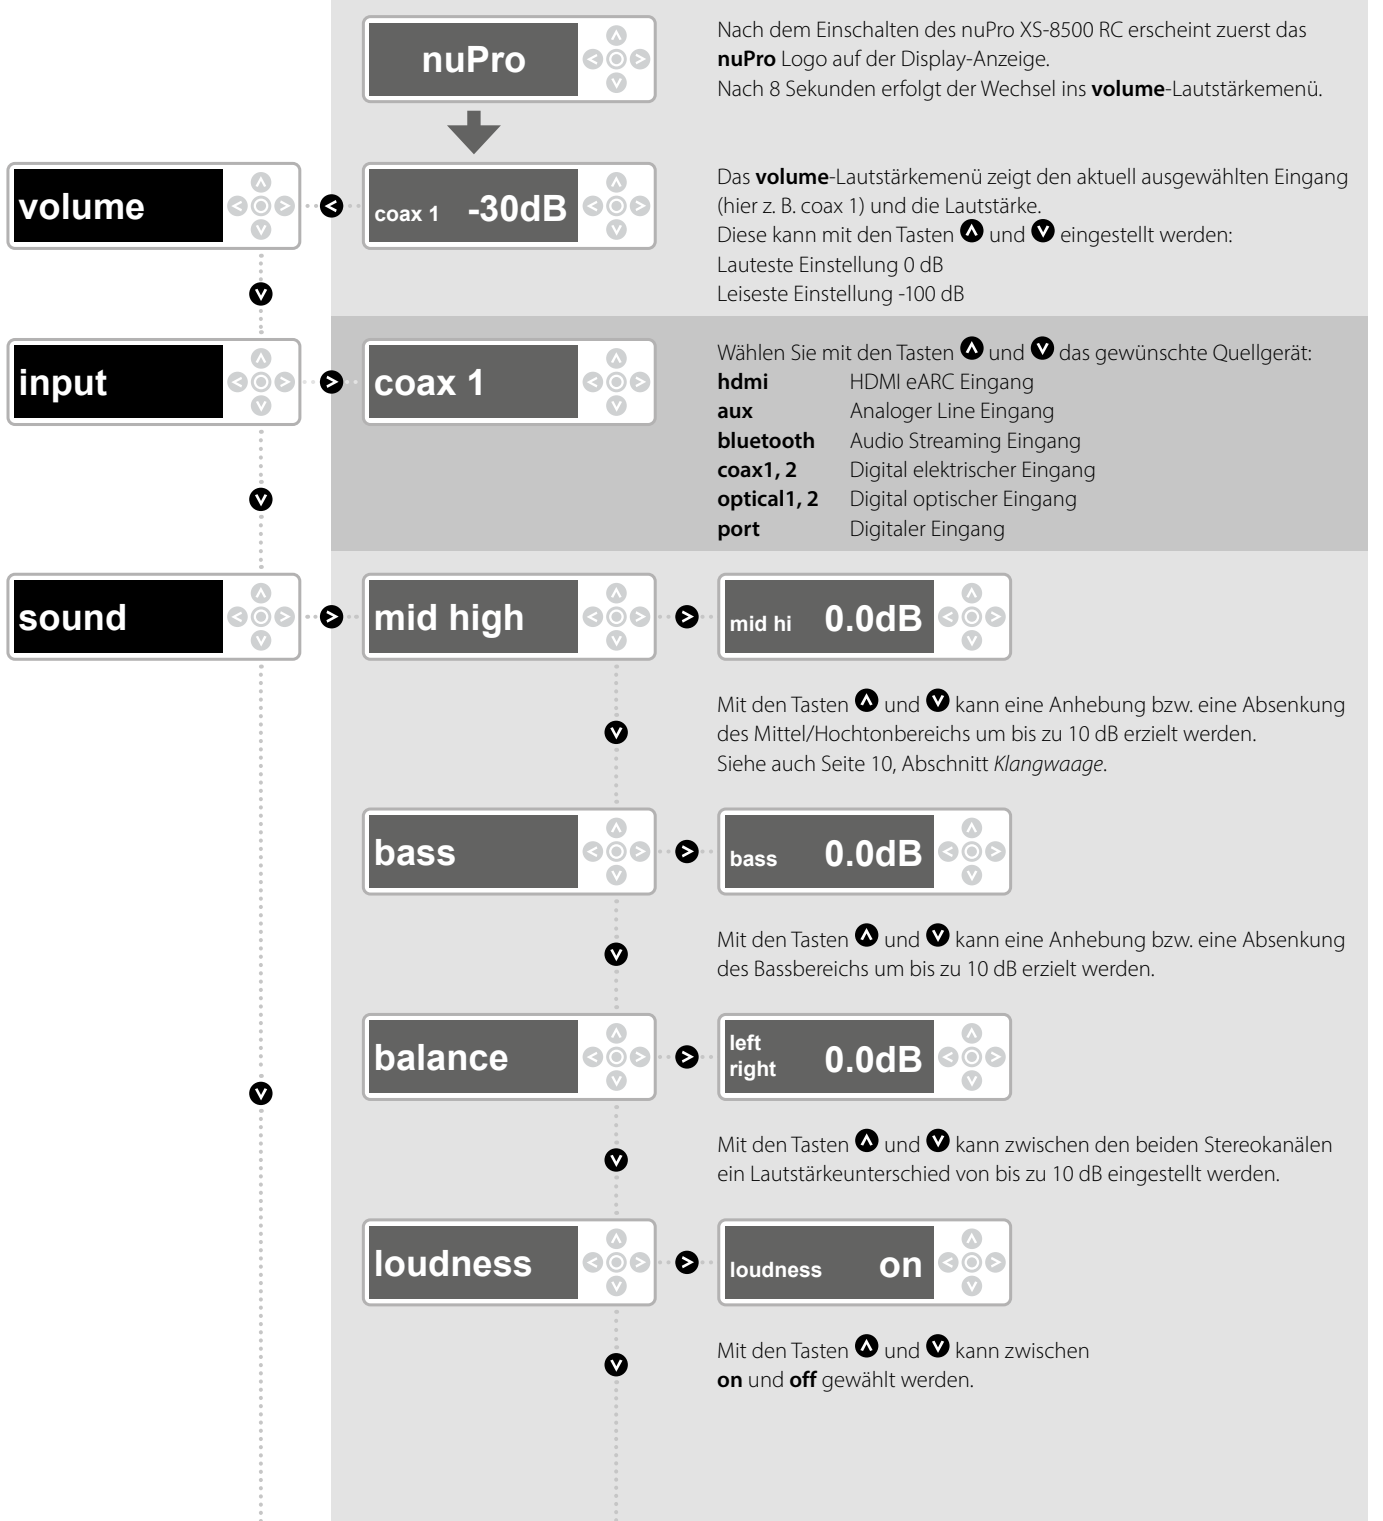 nuPro
Nach dem Einschalten des nuPro XS-8500 RC erscheint zuerst das
nuPro Logo auf der Display-Anzeige.
Nach 8 Sekunden erfolgt der Wechsel ins volume-Lautstärkemenü.
volume
coax 1 -30dB
Das volume-Lautstärkemenü zeigt den aktuell ausgewählten Eingang
(hier z. B. coax 1) und die Lautstärke.
Diese kann mit den Tasten und eingestellt werden:
Lauteste Einstellung 0 dB
Leiseste Einstellung -100 dB
input
coax 1
Wählen Sie mit den Tasten und das gewünschte Quellgerät:
hdmi HDMI eARC Eingang
aux Analoger Line Eingang
bluetooth Audio Streaming Eingang
coax1, 2 Digital elektrischer Eingang
optical1, 2 Digital optischer Eingang
port Digitaler Eingang
sound
mid high
mid hi 0.0dB
Mit den Tasten und kann eine Anhebung bzw. eine Absenkung
des Mittel/Hochtonbereichs um bis zu 10 dB erzielt werden.
Siehe auch Seite 10, Abschnitt Klangwaage.
bass
bass 0.0dB
Mit den Tasten und kann eine Anhebung bzw. eine Absenkung
des Bassbereichs um bis zu 10 dB erzielt werden.
balance
left
right 0.0dB
Mit den Tasten und kann zwischen den beiden Stereokanälen
ein Lautstärkeunterschied von bis zu 10 dB eingestellt werden.
loudness
loudness on
Mit den Tasten und kann zwischen
on und off gewählt werden.